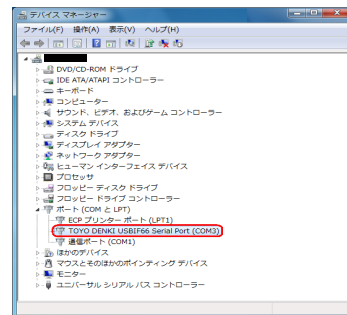 デバイス マネージャー
ファイル(F) 操作(A) 表示(V) ヘルプ(H)
DVD/CD-ROM ドライブ
IDE ATA/ATAPI コントローラー
キーボード
コンピューター
サウンド、ビデオ、およびゲーム コントローラー
システム デバイス
ディスク ドライブ
ディスプレイ アダプター
ネットワーク アダプター
ヒューマン インターフェイス デバイス
プロセッサ
フロッピー ディスク ドライブ
フロッピー ドライブ コントローラー
ポート (COM と LPT)
ECP プリンター ポート (LPT1)
TOYO DENKI USBIF66 Serial Port (COM3)
通信ポート (COM1)
ほかのデバイス
マウスとそのほかのポインティング デバイス
モニター
ユニバーサル シリアル バス コントローラー